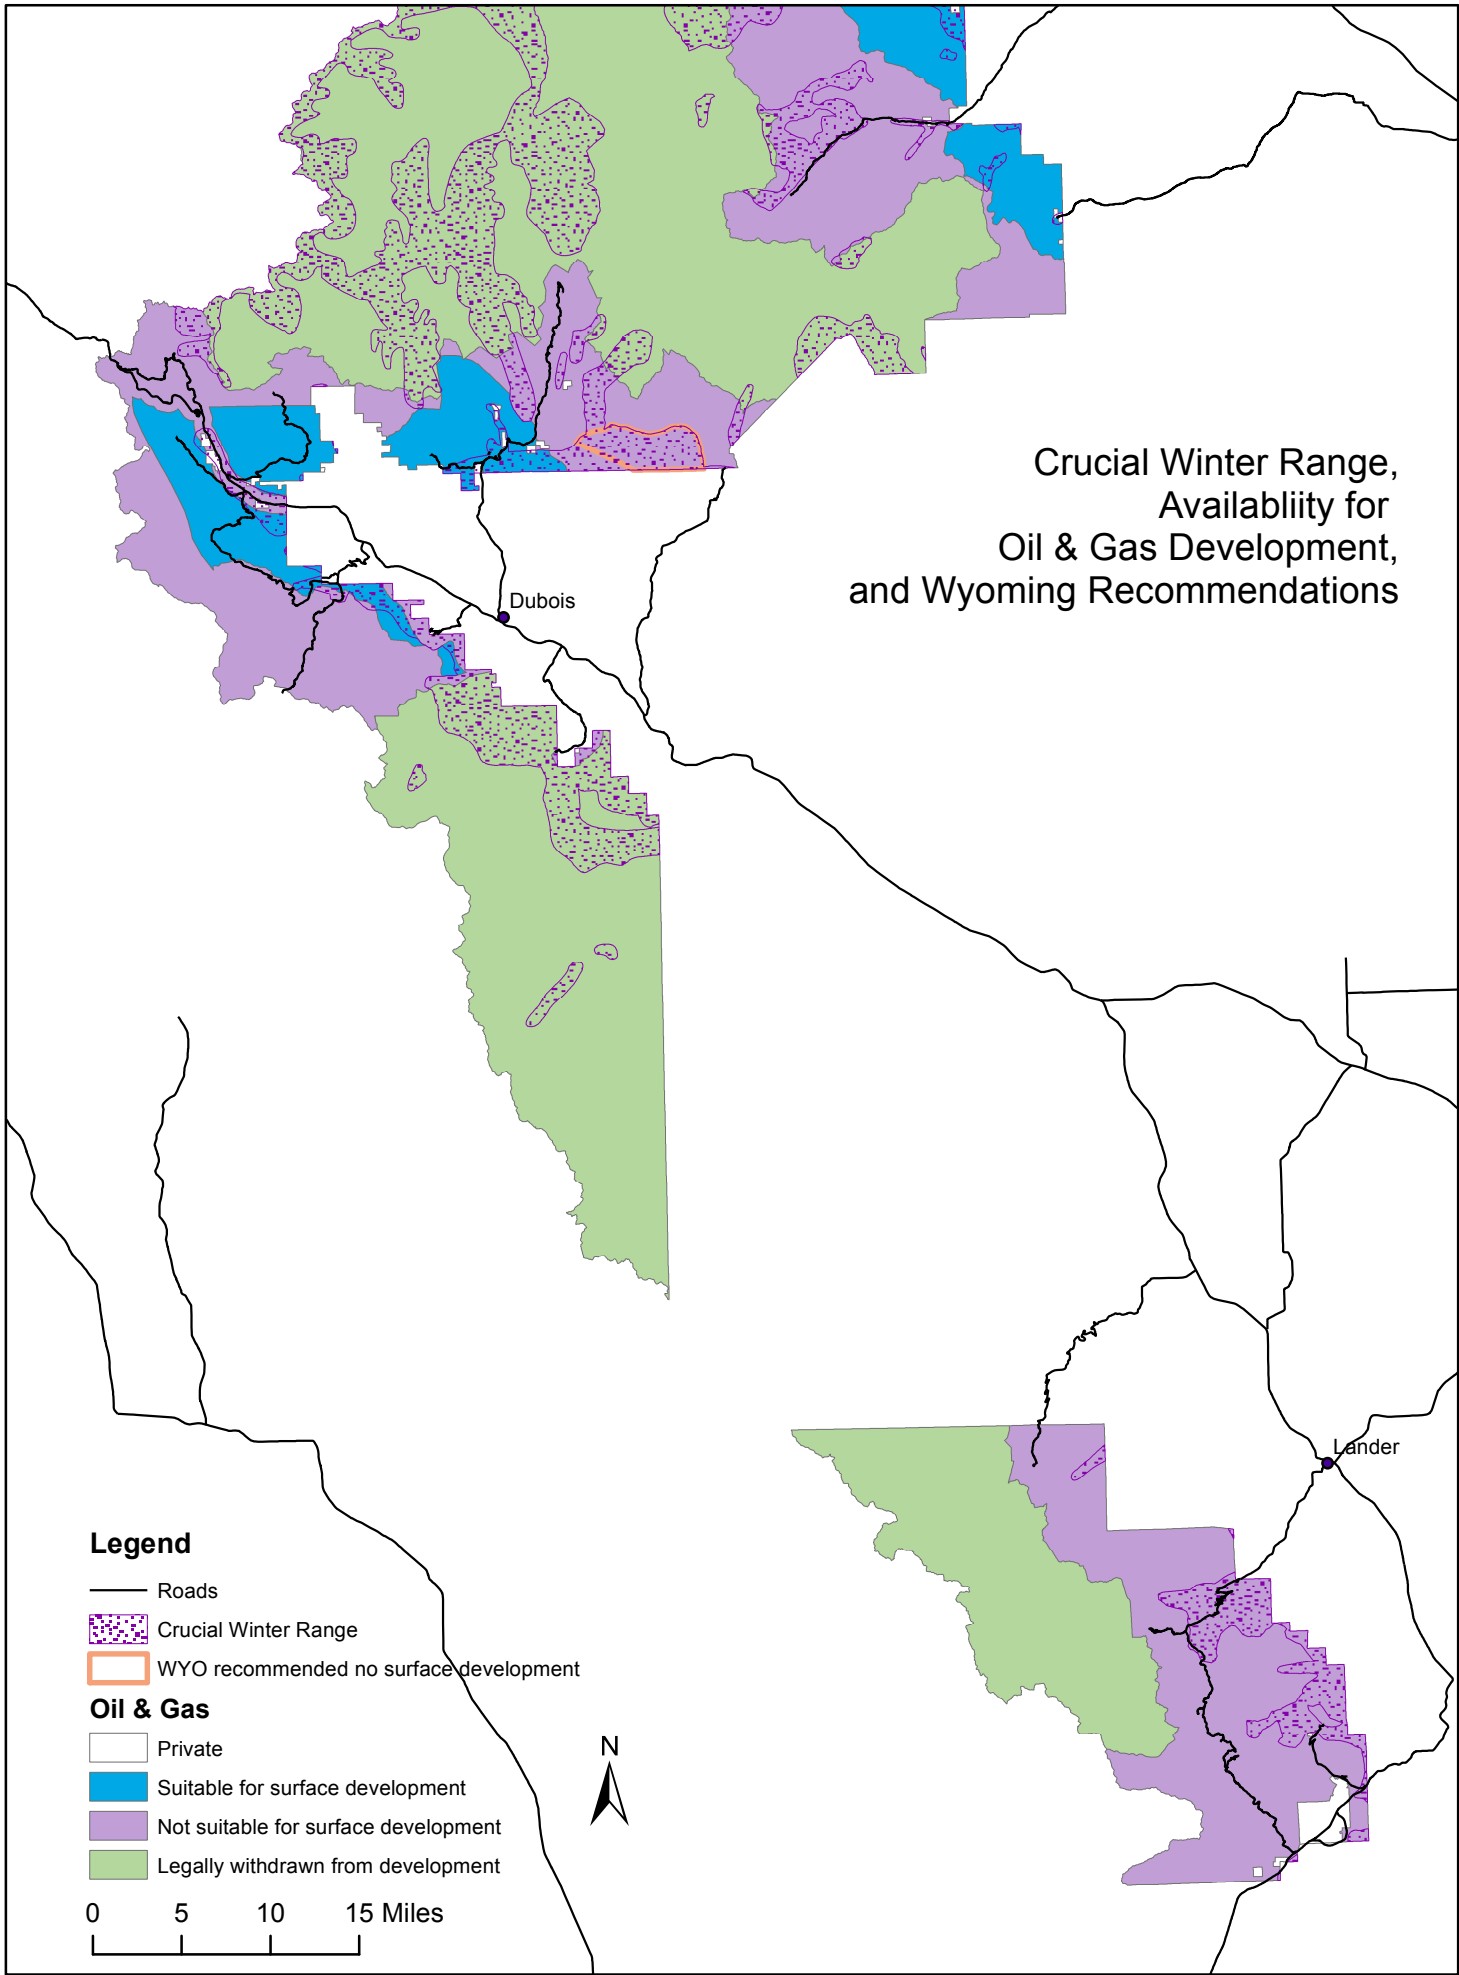 Crucial Winter Range,
Availabliity for
Oil & Gas Development,
and Wyoming Recommendations
Dubois
Lander
Legend
Roads
Crucial Winter Range
WYO recommended no surface development
Oil & Gas
Private
Suitable for surface development
Not suitable for surface development
Legally withdrawn from development
N
0 5 10 15 Miles